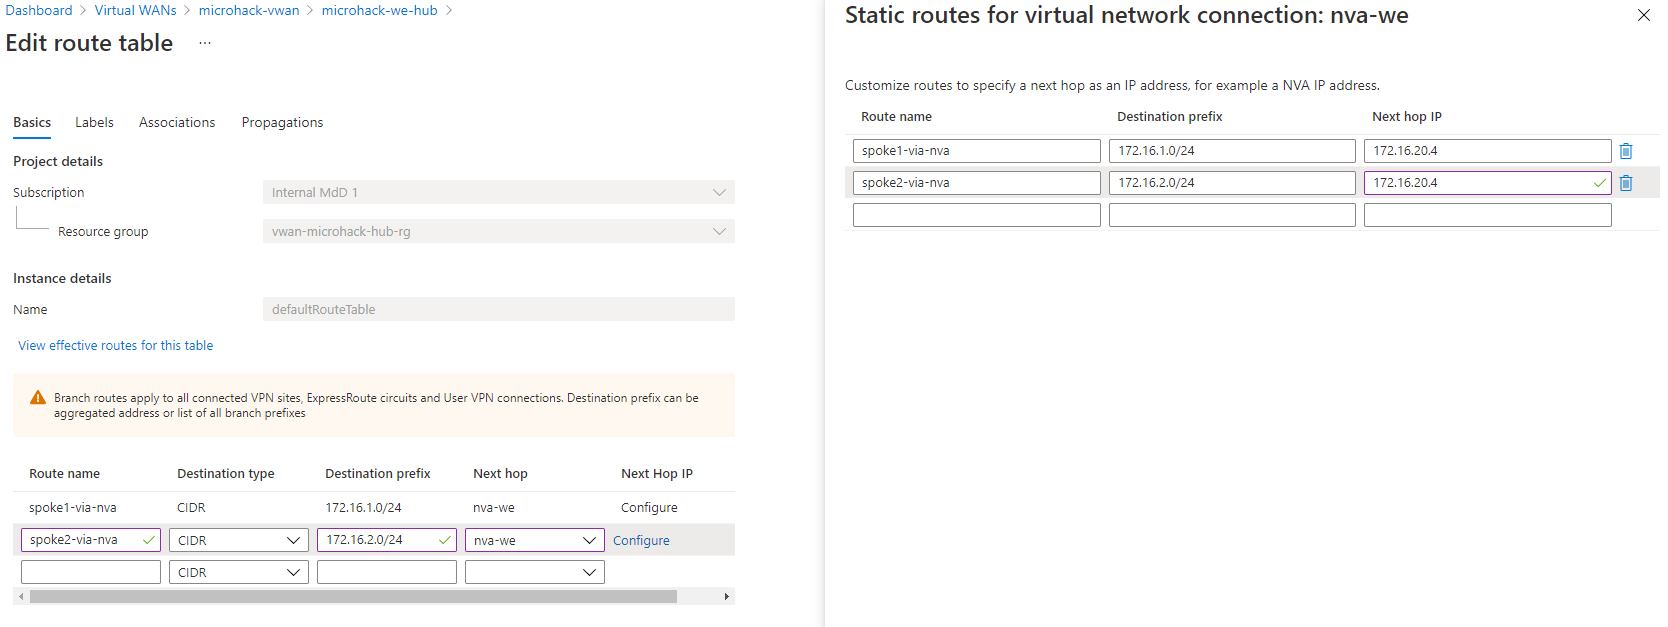 Dashboard > Virtual WANs > microhack-vwan > microhack-we-hub >
Edit route table ...
Basics Labels Associations Propagations
Project details
Subscription Internal MdD 1
Resource group vwan-microhack-hub-rg
Instance details
Name defaultRouteTable
View effective routes for this table
Branch routes apply to all connected VPN sites, ExpressRoute circuits and User VPN connections. Destination prefix can be
aggregated address or list of all branch prefixes
Route name Destination type Destination prefix Next hop Next Hop IP
spoke1-via-nva CIDR 172.16.1.0/24 nva-we Configure
spoke2-via-nva CIDR 172.16.2.0/24 nva-we Configure
CIDR
Static routes for virtual network connection: nva-we
Customize routes to specify a next hop as an IP address, for example a NVA IP address.
Route name Destination prefix Next hop IP
spoke1-via-nva 172.16.1.0/24 172.16.20.4
spoke2-via-nva 172.16.2.0/24 172.16.20.4